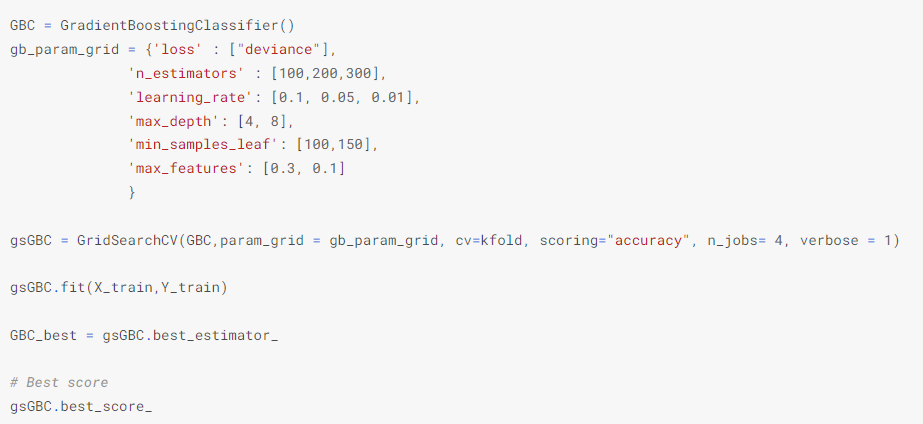 GBC = GradientBoostingClassifier()
gb_param_grid = {'loss' : ["deviance"],
              'n_estimators' : [100,200,300],
              'learning_rate': [0.1, 0.05, 0.01],
              'max_depth': [4, 8],
              'min_samples_leaf': [100,150],
              'max_features': [0.3, 0.1]
              }
gsGBC = GridSearchCV(GBC,param_grid = gb_param_grid, cv=kfold, scoring="accuracy", n_jobs= 4, verbose = 1)
gsGBC.fit(X_train,Y_train)
GBC_best = gsGBC.best_estimator_
# Best score
gsGBC.best_score_